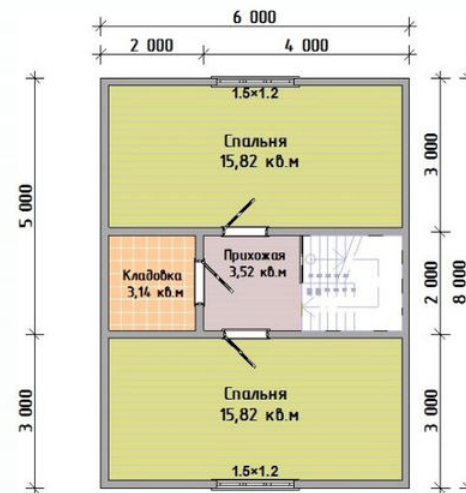 6 000
2 000
4 000
1.5×1.2
Спальня
15,82 кв.м
5 000
3 000
Прихожая
3,52 кв.м
Кладовка
3,14 кв.м
2 000
8 000
Спальня
15,82 кв.м
3 000
3 000
1.5×1.2